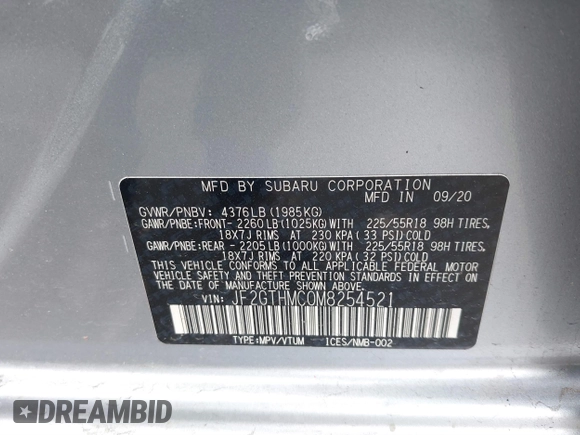 MFD BY SUBARU CORPORATION
MFD IN 09/20
GVWR/PNBV: 4376LB(1985KG)
GAWR/PNBE:FRONT- 2260LB(1025KG)WITH 225/55R18 98H TIRES,
18X7J RIMS AT 230 KPA( 33 PSI)COLD
GAWR/PNBE:REAR - 2205LB(1000KG)WITH 225/55R18 98H TIRES,
18X7J RIMS AT 220 KPA( 32 PSI)COLD
THIS VEHICLE CONFORMS TO ALL APPLICABLE FEDERAL MOTOR
VEHICLE SAFETY AND BUMPER STANDARDS IN EFFECT ON
THE DATE OF MANUFACTURE SHOWN ABOVE.
VIN: JF2GTHMC0M8254521
TYPE:MPV/VTUM ICES/NMB-002
DREAMBID